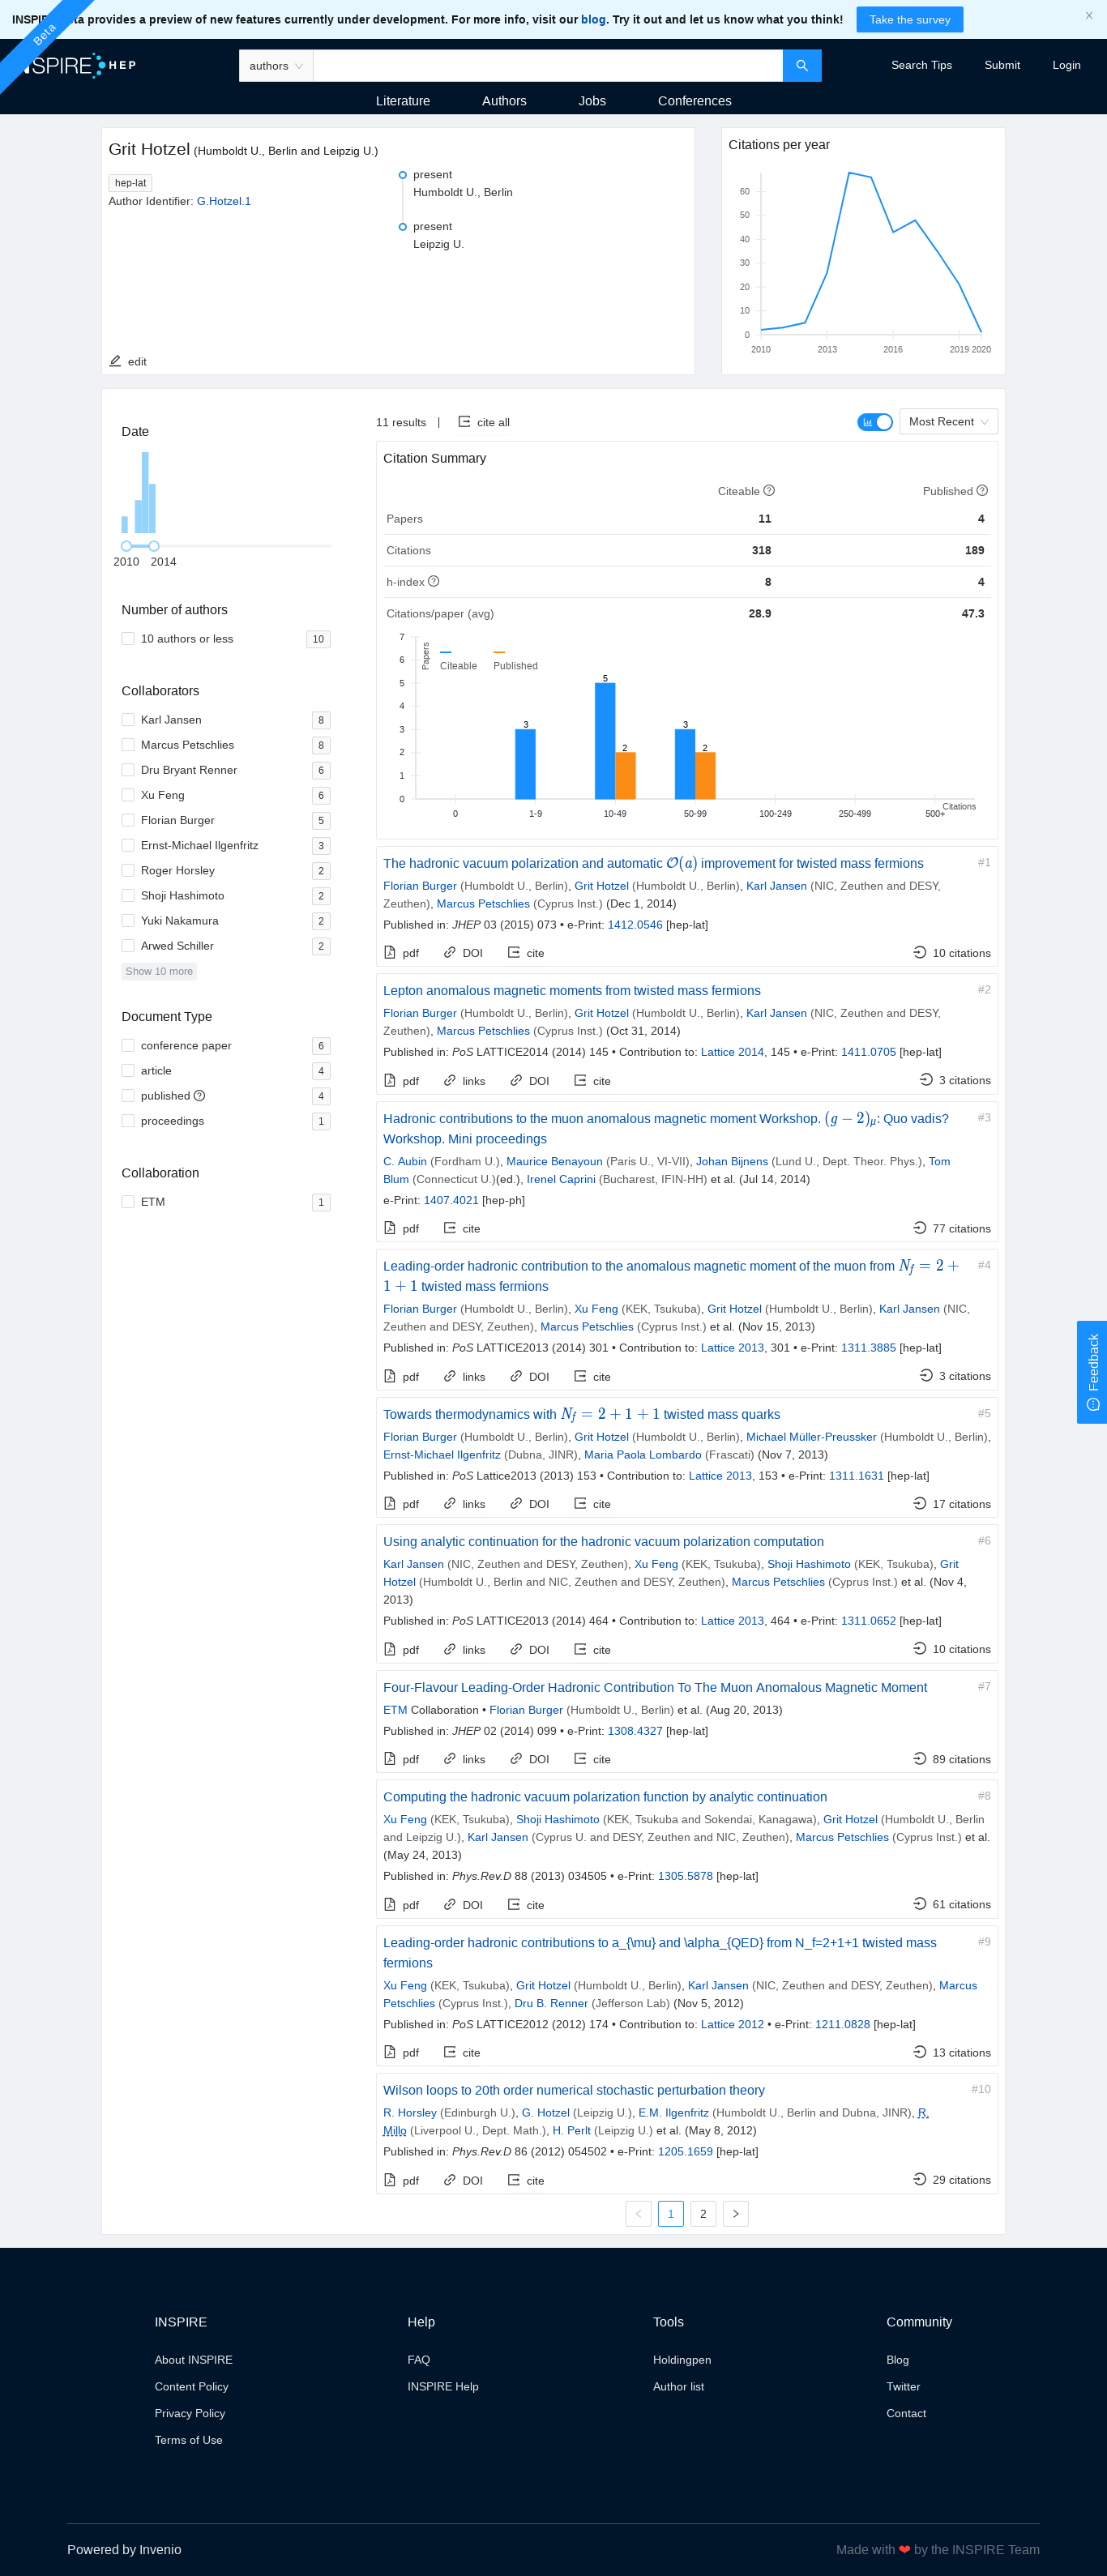 INSPIRE beta provides a preview of new features currently under development. For more info, visit our blog. Try it out and let us know what you think!
Take the survey
X
Beta
INSPIRE HEP
authors
Search Tips
Submit
Login
Literature
Authors
Jobs
Conferences
Grit Hotzel (Humboldt U., Berlin and Leipzig U.)
hep-lat
Author Identifier: G.Hotzel.1
present
Humboldt U., Berlin
present
Leipzig U.
edit
Citations per year
60
50
40
30
20
10
0
2010
2013
2016
2019
2020
Date
2010
2014
Number of authors
10 authors or less 10
Collaborators
Karl Jansen 8
Marcus Petschlies 8
Dru Bryant Renner 6
Xu Feng 6
Florian Burger 5
Ernst-Michael Ilgenfritz 3
Roger Horsley 2
Shoji Hashimoto 2
Yuki Nakamura 2
Arwed Schiller 2
Show 10 more
Document Type
conference paper 6
article 4
published 4
proceedings 1
Collaboration
ETM 1
11 results | cite all
Most Recent
Citation Summary
Citeable Published
Papers 11 4
Citations 318 189
h-index 8 4
Citations/paper (avg) 28.9 47.3
7
6
5
4
3
2
1
0
Papers
Citeable
Published
3
5
2
3
2
0
1-9
10-49
50-99
100-249
250-499
500+
Citations
The hadronic vacuum polarization and automatic 𝒪(a) improvement for twisted mass fermions
#1
Florian Burger (Humboldt U., Berlin), Grit Hotzel (Humboldt U., Berlin), Karl Jansen (NIC, Zeuthen and DESY,
Zeuthen), Marcus Petschlies (Cyprus Inst.) (Dec 1, 2014)
Published in: JHEP 03 (2015) 073 • e-Print: 1412.0546 [hep-lat]
pdf DOI cite 10 citations
Lepton anomalous magnetic moments from twisted mass fermions
#2
Florian Burger (Humboldt U., Berlin), Grit Hotzel (Humboldt U., Berlin), Karl Jansen (NIC, Zeuthen and DESY,
Zeuthen), Marcus Petschlies (Cyprus Inst.) (Oct 31, 2014)
Published in: PoS LATTICE2014 (2014) 145 • Contribution to: Lattice 2014, 145 • e-Print: 1411.0705 [hep-lat]
pdf links DOI cite 3 citations
Hadronic contributions to the muon anomalous magnetic moment Workshop. (g − 2)μ: Quo vadis?
#3
Workshop. Mini proceedings
C. Aubin (Fordham U.), Maurice Benayoun (Paris U., VI-VII), Johan Bijnens (Lund U., Dept. Theor. Phys.), Tom
Blum (Connecticut U.)(ed.), Irenel Caprini (Bucharest, IFIN-HH) et al. (Jul 14, 2014)
e-Print: 1407.4021 [hep-ph]
pdf cite 77 citations
Leading-order hadronic contribution to the anomalous magnetic moment of the muon from Nf = 2 +
#4
1 + 1 twisted mass fermions
Florian Burger (Humboldt U., Berlin), Xu Feng (KEK, Tsukuba), Grit Hotzel (Humboldt U., Berlin), Karl Jansen (NIC,
Zeuthen and DESY, Zeuthen), Marcus Petschlies (Cyprus Inst.) et al. (Nov 15, 2013)
Published in: PoS LATTICE2013 (2014) 301 • Contribution to: Lattice 2013, 301 • e-Print: 1311.3885 [hep-lat]
pdf links DOI cite 3 citations
Towards thermodynamics with Nf = 2 + 1 + 1 twisted mass quarks
#5
Florian Burger (Humboldt U., Berlin), Grit Hotzel (Humboldt U., Berlin), Michael Müller-Preussker (Humboldt U., Berlin),
Ernst-Michael Ilgenfritz (Dubna, JINR), Maria Paola Lombardo (Frascati) (Nov 7, 2013)
Published in: PoS Lattice2013 (2013) 153 • Contribution to: Lattice 2013, 153 • e-Print: 1311.1631 [hep-lat]
pdf links DOI cite 17 citations
Using analytic continuation for the hadronic vacuum polarization computation
#6
Karl Jansen (NIC, Zeuthen and DESY, Zeuthen), Xu Feng (KEK, Tsukuba), Shoji Hashimoto (KEK, Tsukuba), Grit
Hotzel (Humboldt U., Berlin and NIC, Zeuthen and DESY, Zeuthen), Marcus Petschlies (Cyprus Inst.) et al. (Nov 4,
2013)
Published in: PoS LATTICE2013 (2014) 464 • Contribution to: Lattice 2013, 464 • e-Print: 1311.0652 [hep-lat]
pdf links DOI cite 10 citations
Four-Flavour Leading-Order Hadronic Contribution To The Muon Anomalous Magnetic Moment
#7
ETM Collaboration • Florian Burger (Humboldt U., Berlin) et al. (Aug 20, 2013)
Published in: JHEP 02 (2014) 099 • e-Print: 1308.4327 [hep-lat]
pdf links DOI cite 89 citations
Computing the hadronic vacuum polarization function by analytic continuation
#8
Xu Feng (KEK, Tsukuba), Shoji Hashimoto (KEK, Tsukuba and Sokendai, Kanagawa), Grit Hotzel (Humboldt U., Berlin
and Leipzig U.), Karl Jansen (Cyprus U. and DESY, Zeuthen and NIC, Zeuthen), Marcus Petschlies (Cyprus Inst.) et al.
(May 24, 2013)
Published in: Phys.Rev.D 88 (2013) 034505 • e-Print: 1305.5878 [hep-lat]
pdf DOI cite 61 citations
Leading-order hadronic contributions to a_{\mu} and \alpha_{QED} from N_f=2+1+1 twisted mass
#9
fermions
Xu Feng (KEK, Tsukuba), Grit Hotzel (Humboldt U., Berlin), Karl Jansen (NIC, Zeuthen and DESY, Zeuthen), Marcus
Petschlies (Cyprus Inst.), Dru B. Renner (Jefferson Lab) (Nov 5, 2012)
Published in: PoS LATTICE2012 (2012) 174 • Contribution to: Lattice 2012 • e-Print: 1211.0828 [hep-lat]
pdf cite 13 citations
Wilson loops to 20th order numerical stochastic perturbation theory
#10
R. Horsley (Edinburgh U.), G. Hotzel (Leipzig U.), E.M. Ilgenfritz (Humboldt U., Berlin and Dubna, JINR), R.
Millo (Liverpool U., Dept. Math.), H. Perlt (Leipzig U.) et al. (May 8, 2012)
Published in: Phys.Rev.D 86 (2012) 054502 • e-Print: 1205.1659 [hep-lat]
pdf DOI cite 29 citations
1 2
Feedback
INSPIRE
About INSPIRE
Content Policy
Privacy Policy
Terms of Use
Help
FAQ
INSPIRE Help
Tools
Holdingpen
Author list
Community
Blog
Twitter
Contact
Powered by Invenio
Made with ❤ by the INSPIRE Team